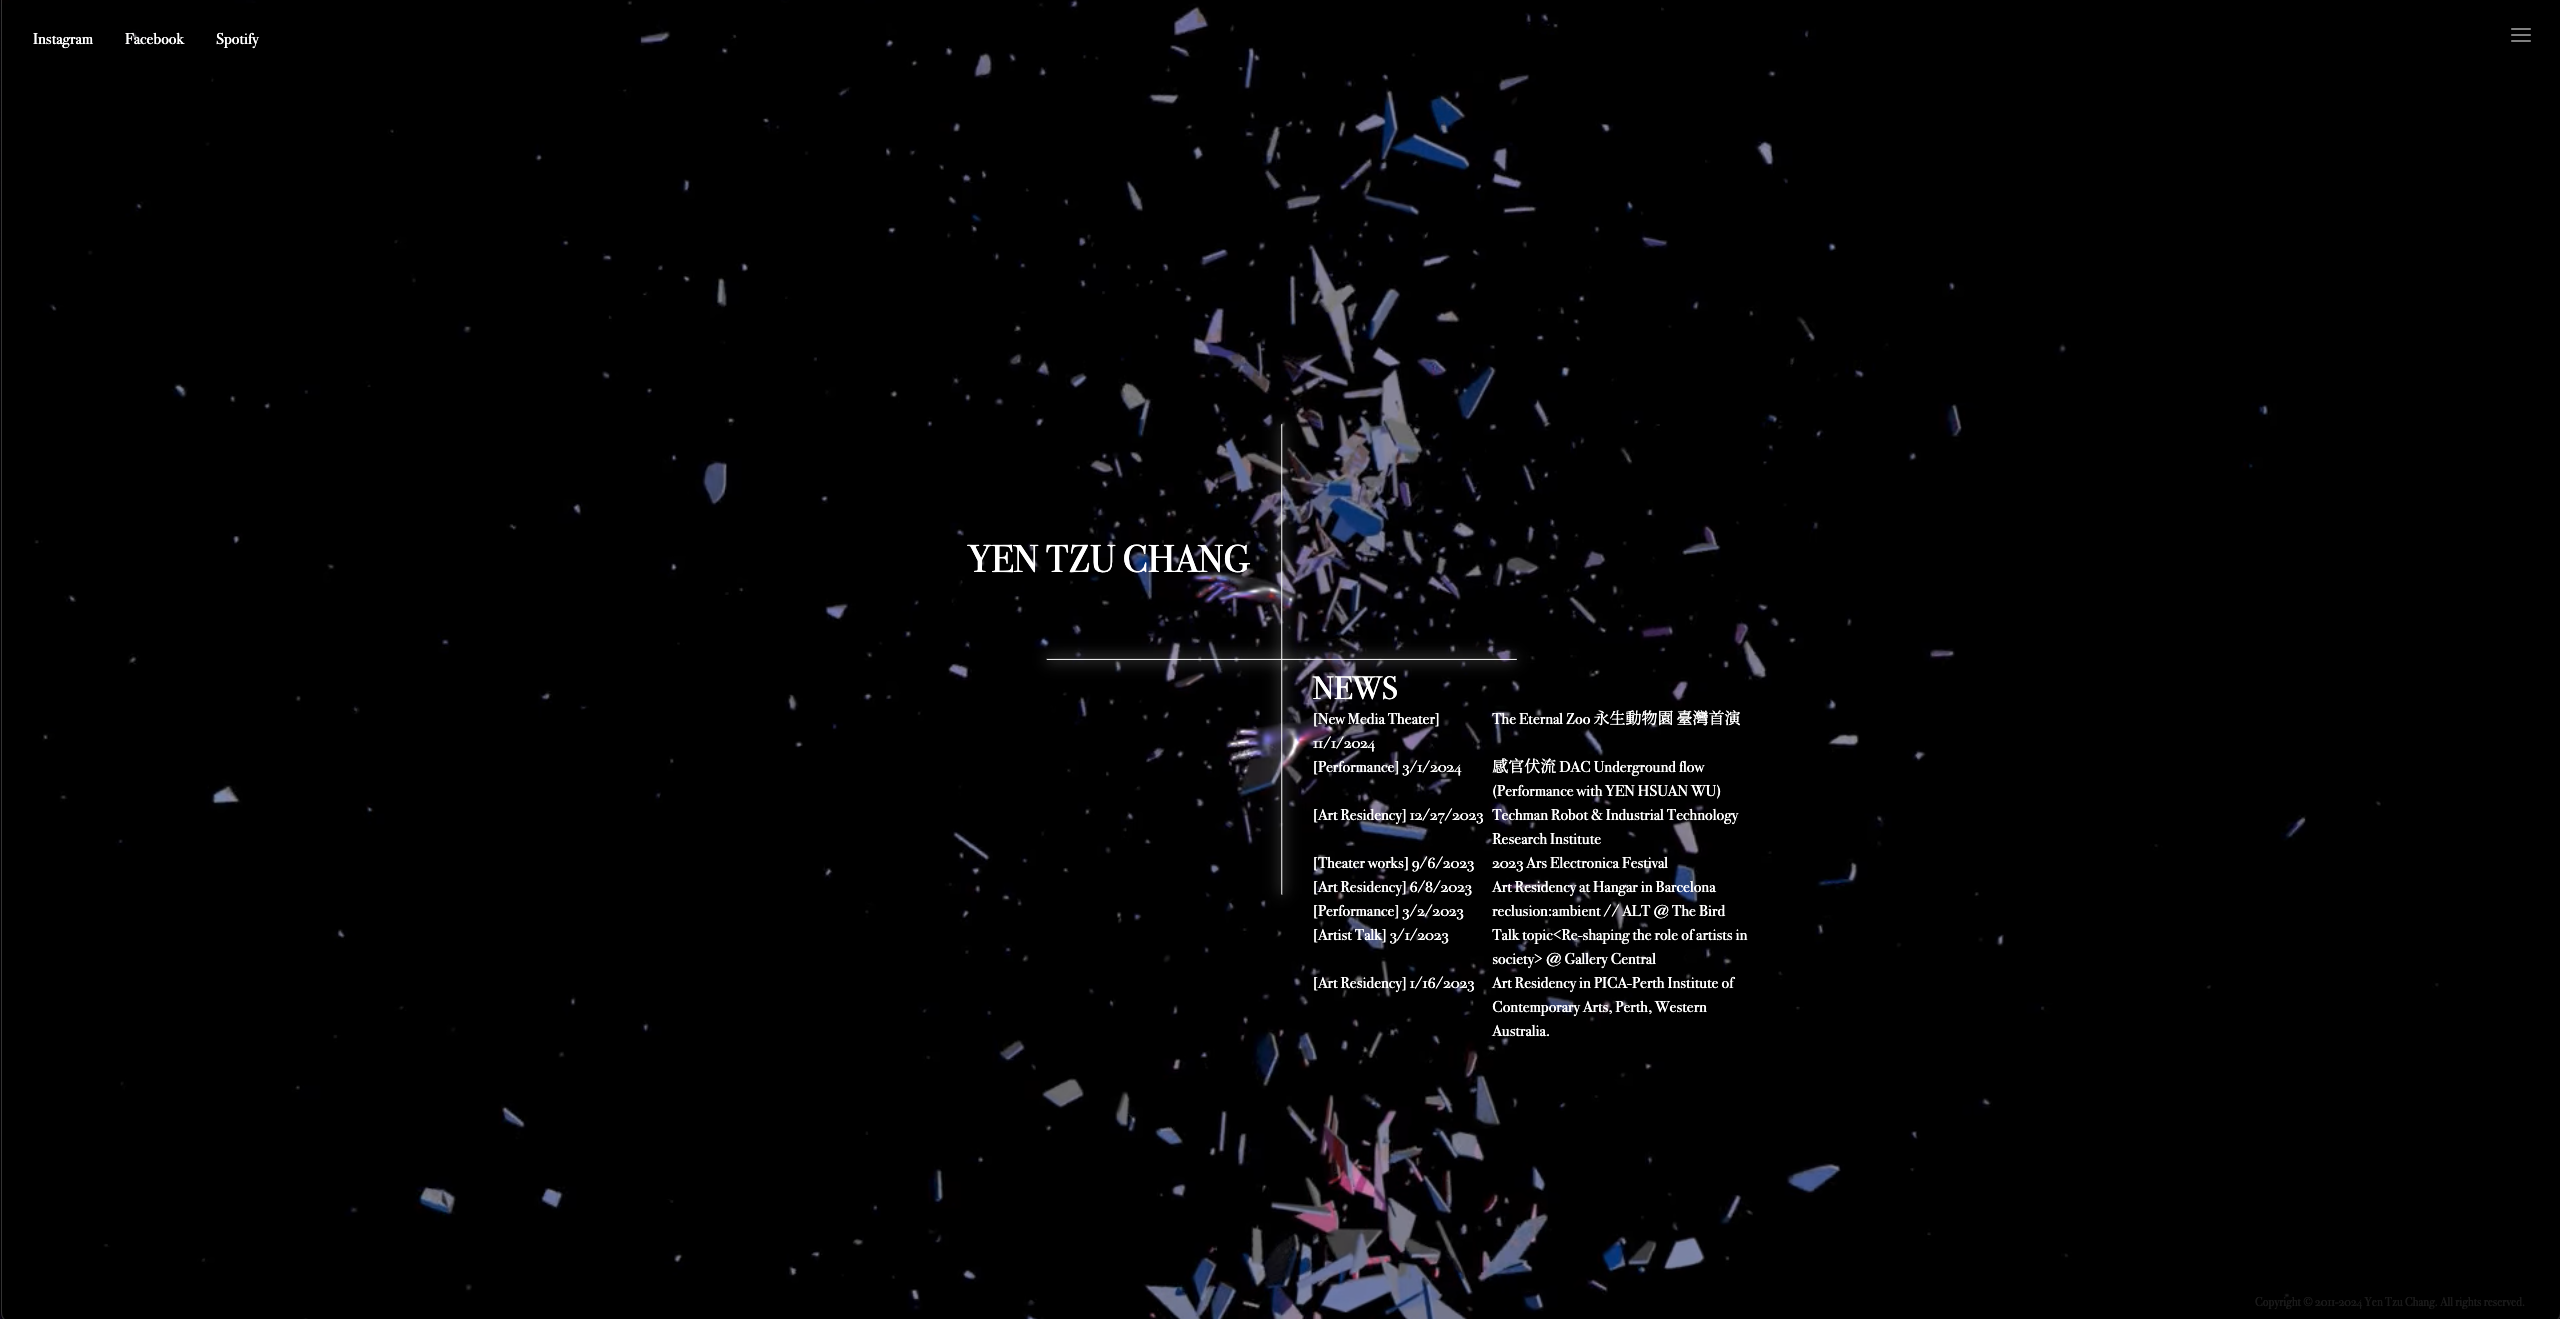 Instagram Facebook Spotify
YEN TZU CHANG
NEWS
[New Media Theater] 11/1/2024
The Eternal Zoo 永生動物園 臺灣首演
[Performance] 3/1/2024
感官伏流 DAC Underground flow
(Performance with YEN HSUAN WU)
[Art Residency] 12/27/2023
Techman Robot & Industrial Technology
Research Institute
[Theater works] 9/6/2023
2023 Ars Electronica Festival
[Art Residency] 6/8/2023
Art Residency at Hangar in Barcelona
[Performance] 3/2/2023
reclusion:ambient // ALT @ The Bird
[Artist Talk] 3/1/2023
Talk topic<Re-shaping the role of artists in
society> @ Gallery Central
[Art Residency] 1/16/2023
Art Residency in PICA-Perth Institute of
Contemporary Arts, Perth, Western
Australia.
Copyright © 2011-2024 Yen Tzu Chang. All rights reserved.